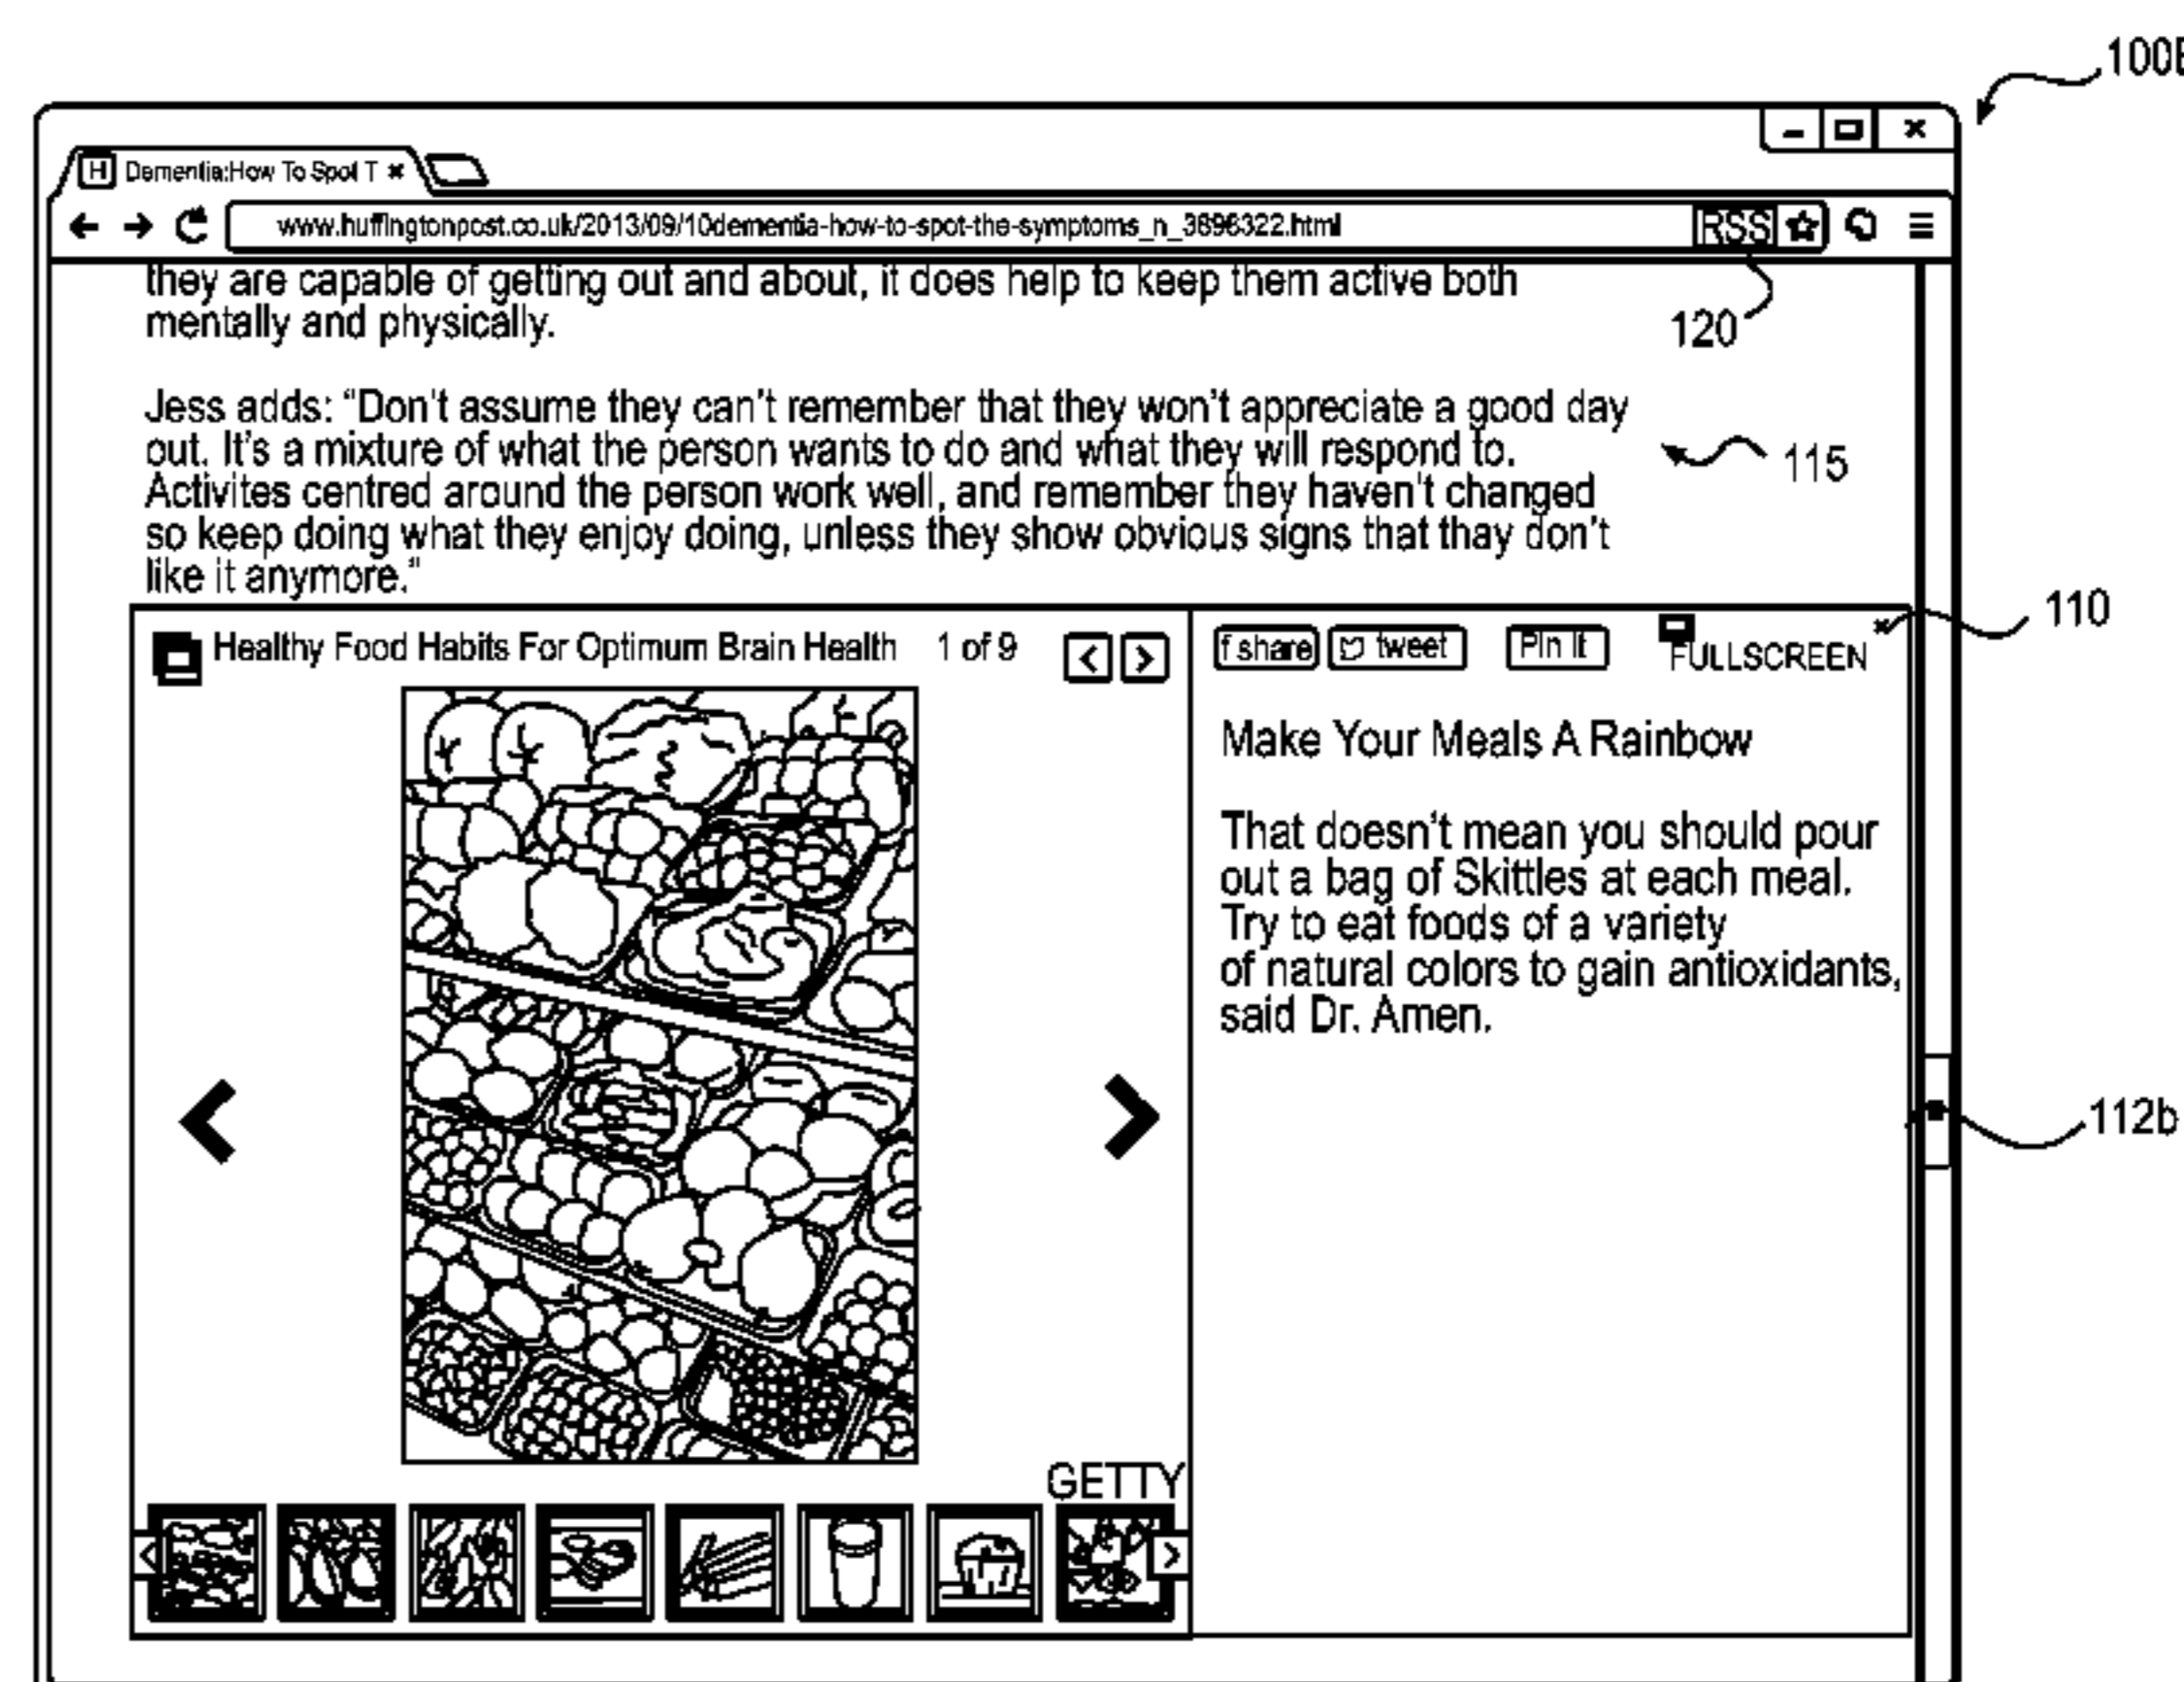 100B
H Dementia:How To Spot T ×
www.huffingtonpost.co.uk/2013/09/10dementia-how-to-spot-the-symptoms_n_3896322.html RSS
they are capable of getting out and about, it does help to keep them active both
mentally and physically.
120
Jess adds: “Don't assume they can't remember that they won't appreciate a good day
out. It's a mixture of what the person wants to do and what they will respond to.
Activites centred around the person work well, and remember they haven't changed
so keep doing what they enjoy doing, unless they show obvious signs that thay don't
like it anymore.”
115
110
Healthy Food Habits For Optimum Brain Health 1 of 9 < >
f share tweet Pin It FULLSCREEN ×
Make Your Meals A Rainbow
That doesn't mean you should pour
out a bag of Skittles at each meal.
Try to eat foods of a variety
of natural colors to gain antioxidants,
said Dr. Amen.
112b
GETTY